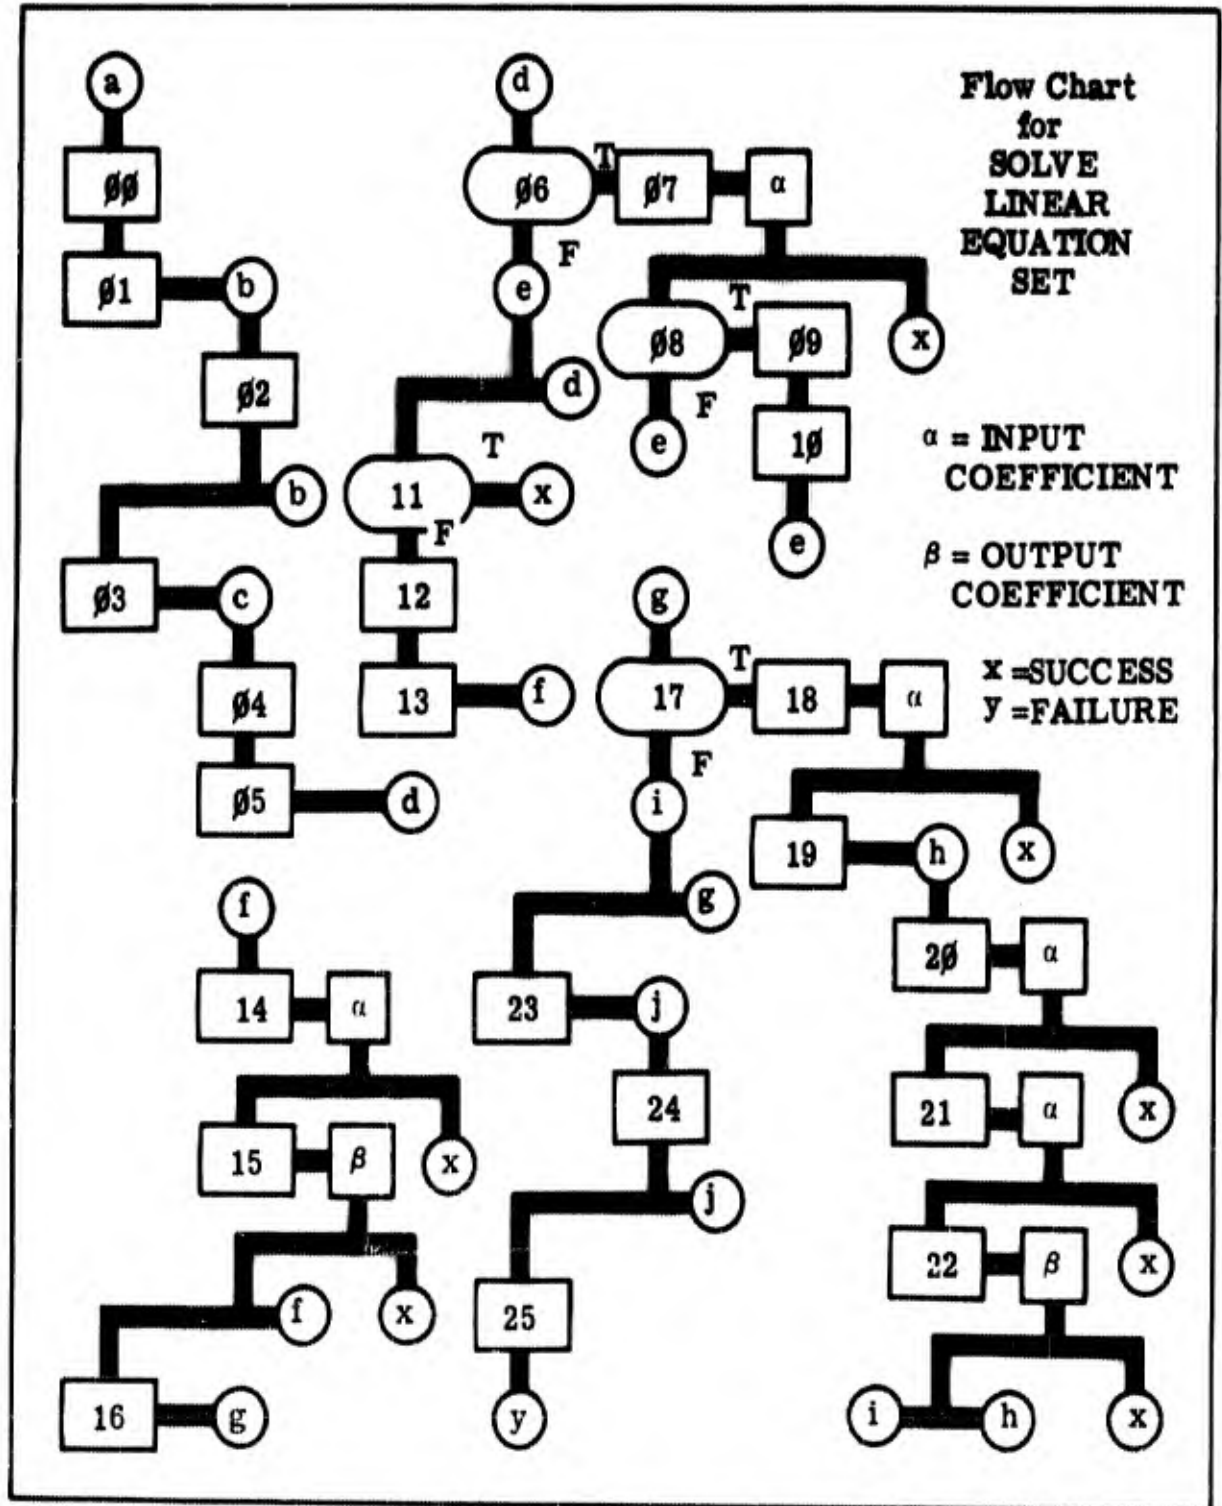 Flow Chart
for
SOLVE
LINEAR
EQUATION
SET
α = INPUT
COEFFICIENT
β = OUTPUT
COEFFICIENT
x =SUCCESS
y =FAILURE
a
ØØ
Ø1
b
Ø2
b
Ø3
c
Ø4
Ø5
d
d
Ø6
T
Ø7
α
F
e
d
Ø8
T
Ø9
x
F
e
1Ø
e
11
T
x
F
12
13
f
f
14
α
15
β
x
f
x
16
g
g
17
T
18
α
F
i
g
19
h
x
2Ø
α
21
α
x
22
β
x
i
h
x
23
j
24
j
25
y